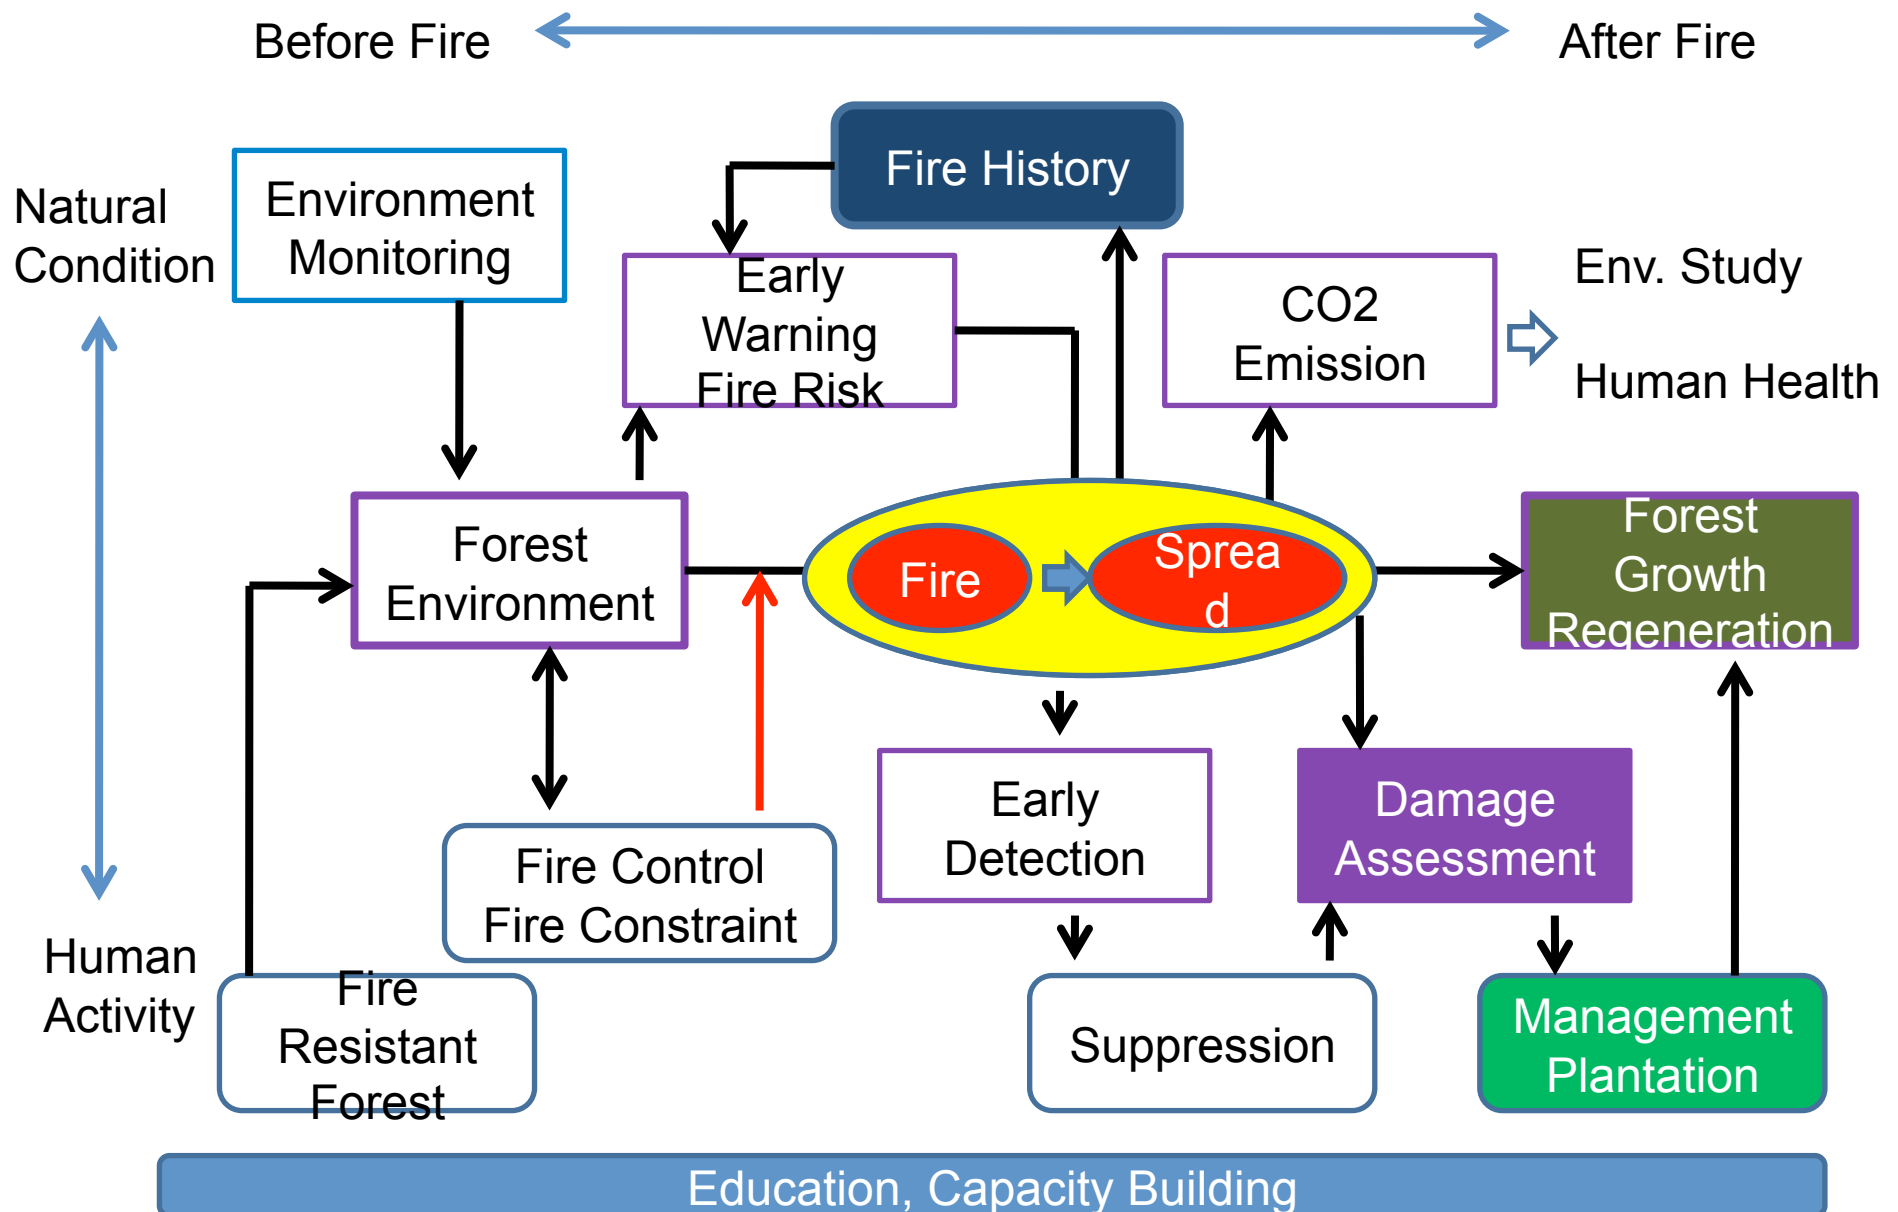 Before Fire
After Fire
Fire History
Natural
Condition
Environment
Monitoring
Early
Warning
Fire Risk
CO2
Emission
Env. Study
Human Health
Forest
Environment
Fire
Sprea
d
Forest
Growth
Regeneration
Early
Detection
Damage
Assessment
Fire Control
Fire Constraint
Human
Activity
Fire
Resistant
Forest
Suppression
Management
Plantation
Education, Capacity Building